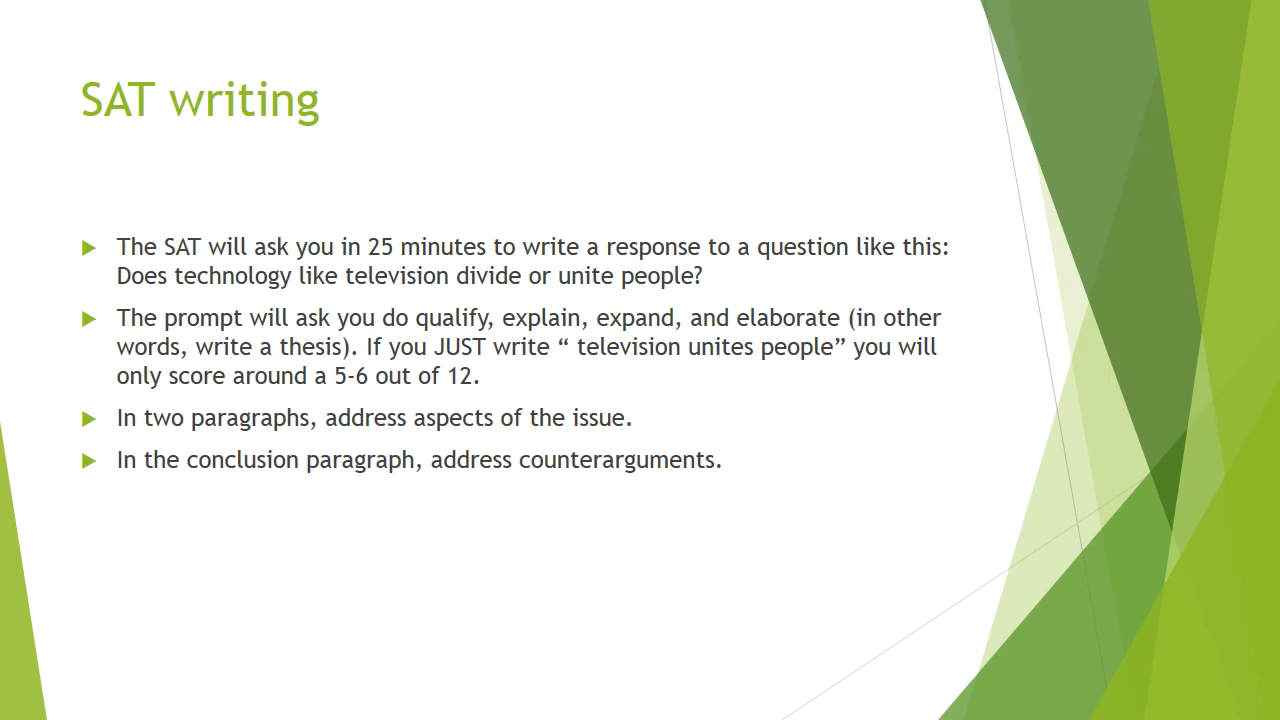 SAT writing
The SAT will ask you in 25 minutes to write a response to a question like this:
Does technology like television divide or unite people?
The prompt will ask you do qualify, explain, expand, and elaborate (in other
words, write a thesis). If you JUST write “ television unites people” you will
only score around a 5-6 out of 12.
In two paragraphs, address aspects of the issue.
In the conclusion paragraph, address counterarguments.